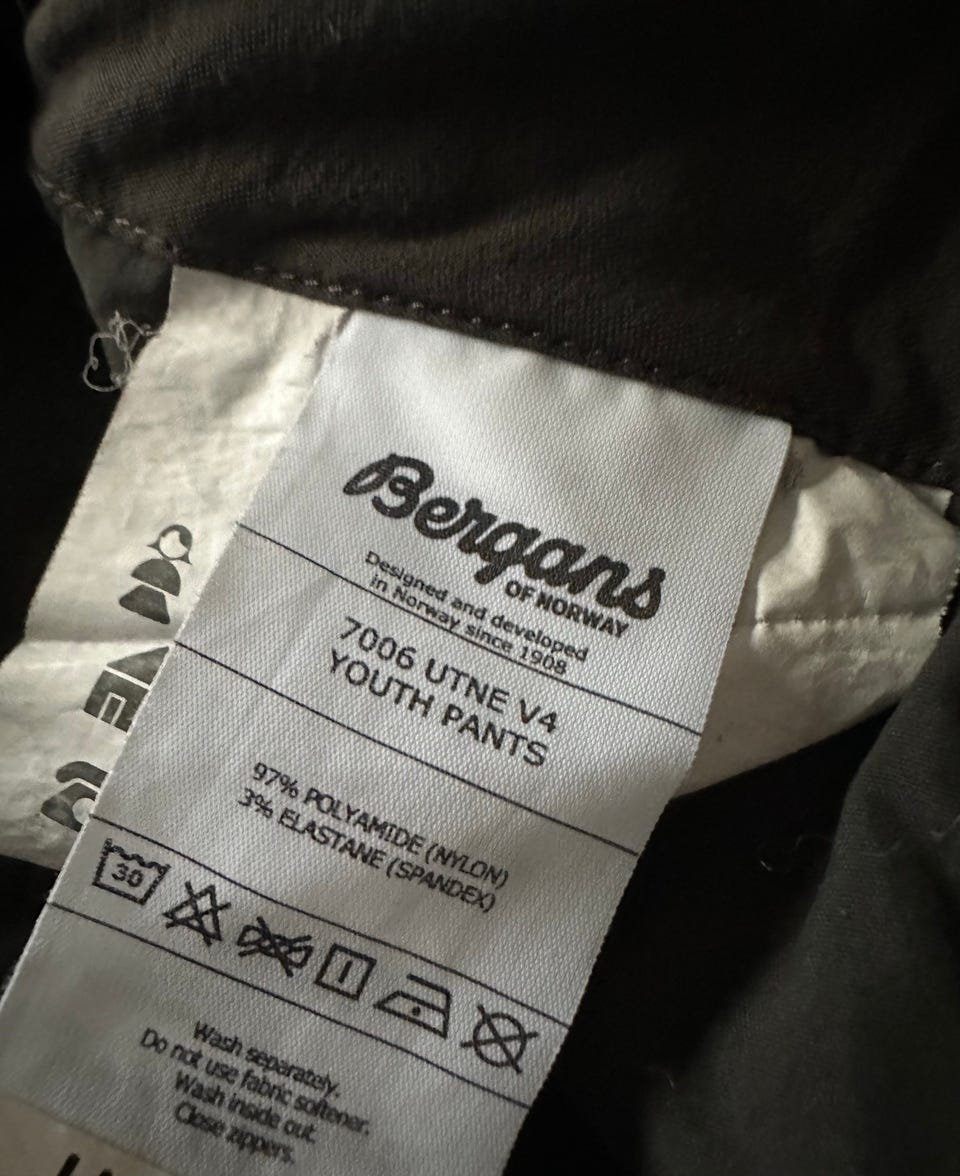 Bergans
OF NORWAY
Designed and developed
in Norway since 1908
7006 UTNE V4
YOUTH PANTS
97% POLYAMIDE (NYLON)
3% ELASTANE (SPANDEX)
30
Wash separately.
Do not use fabric softener.
Wash inside out.
Close zippers.